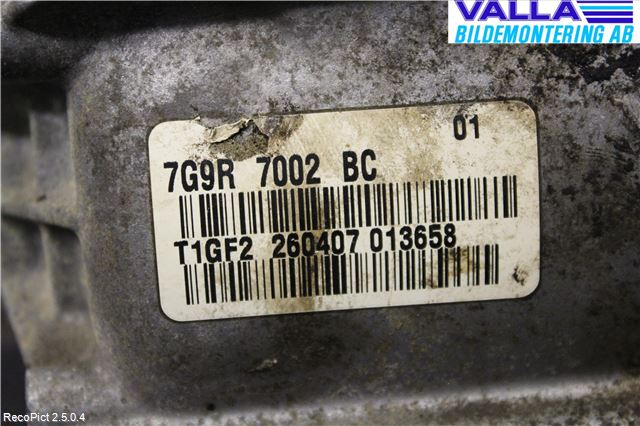 VALLA
BILDEMONTERING AB
01
7G9R 7002 BC
T1GF2 260407 013658
RecoPict 2.5.0.4